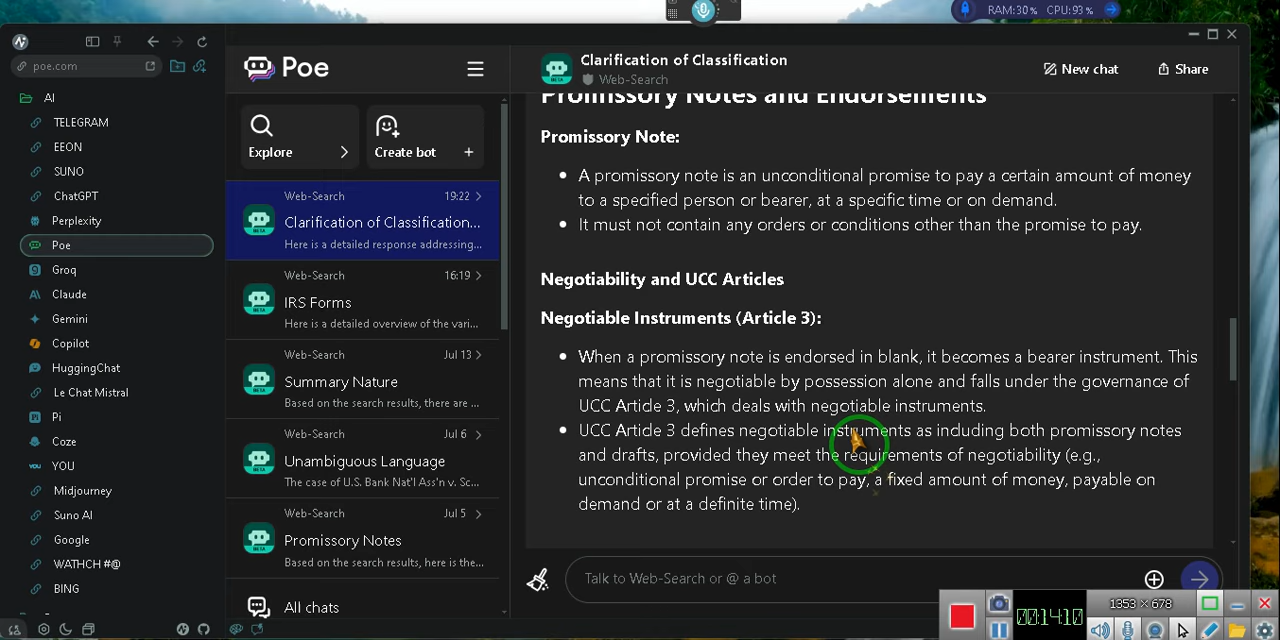 RAM:30% CPU:93%
poe.com
AI
TELEGRAM
EEON
SUNO
ChatGPT
Perplexity
Poe
Groq
Claude
Gemini
Copilot
HuggingChat
Le Chat Mistral
Pi
Coze
YOU
Midjourney
Suno AI
Google
WATHCH #@
BING
Poe
Explore
Create bot +
Web-Search 19:22
Clarification of Classification...
Here is a detailed response addressing...
Web-Search 16:19
IRS Forms
Here is a detailed overview of the vari...
Web-Search Jul 13
Summary Nature
Based on the search results, there are ...
Web-Search Jul 6
Unambiguous Language
The case of U.S. Bank Nat'l Ass'n v. Sc...
Web-Search Jul 5
Promissory Notes
Based on the search results, here is the...
All chats
Clarification of Classification
Web-Search
New chat
Share
Promissory Notes and Endorsements
Promissory Note:
• A promissory note is an unconditional promise to pay a certain amount of money
to a specified person or bearer, at a specific time or on demand.
• It must not contain any orders or conditions other than the promise to pay.
Negotiability and UCC Articles
Negotiable Instruments (Article 3):
• When a promissory note is endorsed in blank, it becomes a bearer instrument. This
means that it is negotiable by possession alone and falls under the governance of
UCC Article 3, which deals with negotiable instruments.
• UCC Article 3 defines negotiable instruments as including both promissory notes
and drafts, provided they meet the requirements of negotiability (e.g.,
unconditional promise or order to pay, a fixed amount of money, payable on
demand or at a definite time).
Talk to Web-Search or @ a bot
00:14:10
1353 × 678